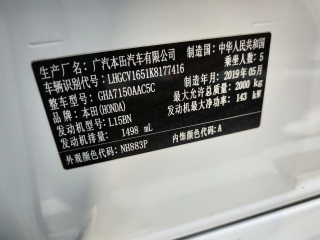 生产厂名：广汽本田汽车有限公司 制造国：中华人民共和国
车辆识别代号：LHGCV1651K8177416 乘坐人数：5
整车型号：GHA7150AAC5C 制造年月：2019年05月
品牌：本田(HONDA) 最大允许总质量：2000 kg
发动机型号：L15BN 发动机最大净功率：143 kW
发动机排量：1498 mL
外观颜色代码：NH883P 内饰颜色代码：A